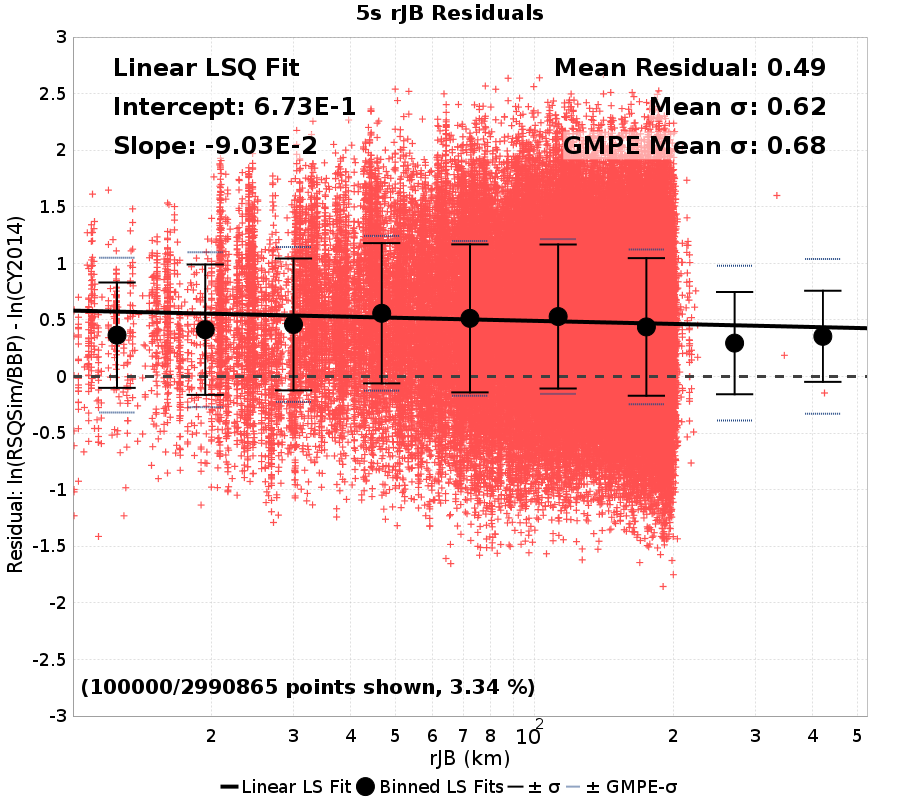 5s rJB Residuals
Linear LSQ Fit
Intercept: 6.73E-1
Slope: -9.03E-2
Mean Residual: 0.49
Mean σ: 0.62
GMPE Mean σ: 0.68
Residual: ln(RSQSim/BBP) - ln(CY2014)
3
2.5
2
1.5
1
0.5
0
-0.5
-1
-1.5
-2
-2.5
-3
(100000/2990865 points shown, 3.34 %)
2 3 4 5 6 7 8 10² 2 3 4 5
rJB (km)
Linear LS Fit Binned LS Fits ± σ ± GMPE-σ